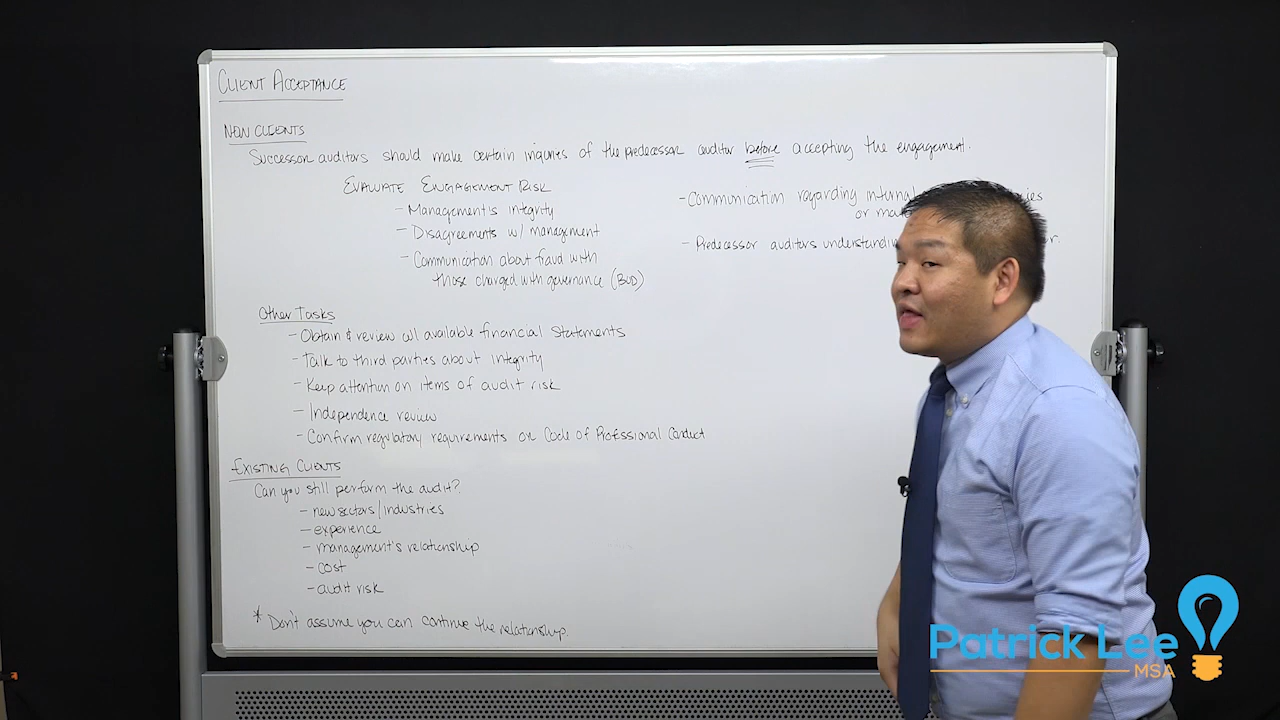 CLIENT ACCEPTANCE
NEW CLIENTS
Successor auditors should make certain inquiries of the predecessor auditor before accepting the engagement.
EVALUATE ENGAGEMENT RISK
- Management's integrity
- Disagreements w/ management
- Communication about fraud with
those charged with governance (BOD)
- Communication regarding internal
or
- Predecessor auditors
Other Tasks
- Obtain & review all available financial statements
- Talk to third parties about integrity
- Keep attention on items of audit risk
- Independence review
- Confirm regulatory requirements or Code of Professional Conduct
EXISTING CLIENTS
Can you still perform the audit?
- new sectors/industries
- experience
- management's relationship
- cost
- audit risk
* Don't assume you can continue the relationship.
Patrick Lee
MSA